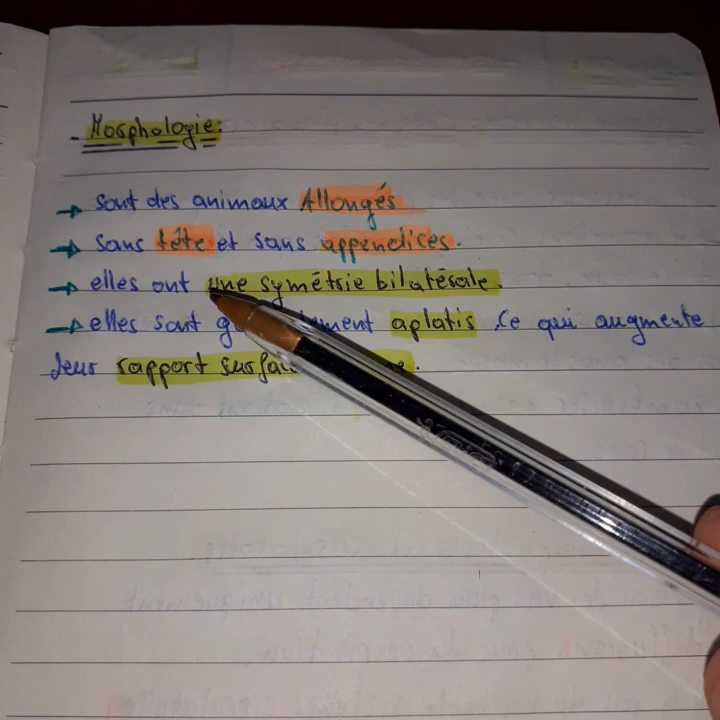 - Morphologie:
→ sont des animaux Allongés
→ sans tête et sans appendices.
→ elles ont une symétrie bilatérale.
→ elles sont aplatis, ce qui augmente
leur rapport